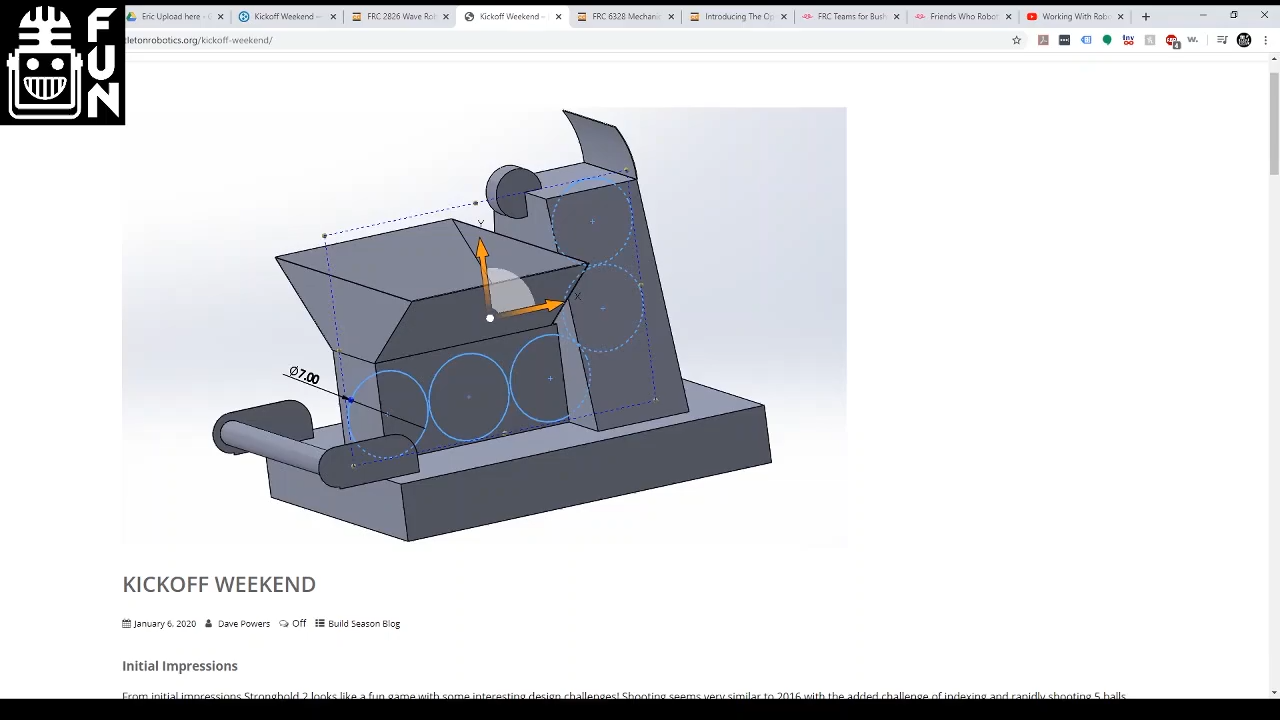 FUN
Eric Upload here - G
Kickoff Weekend –
FRC 2826 Wave Rob
Kickoff Weekend –
FRC 6328 Mechani
Introducing The Op
FRC Teams for Bush
Friends Who Robot
Working With Robo
tletonrobotics.org/kickoff-weekend/
Y
X
Ø7.00
KICKOFF WEEKEND
January 6, 2020 Dave Powers Off Build Season Blog
Initial Impressions
From initial impressions Stronghold 2 looks like a fun game with some interesting design challenges! Shooting seems very similar to 2016 with the added challenge of indexing and rapidly shooting 5 balls